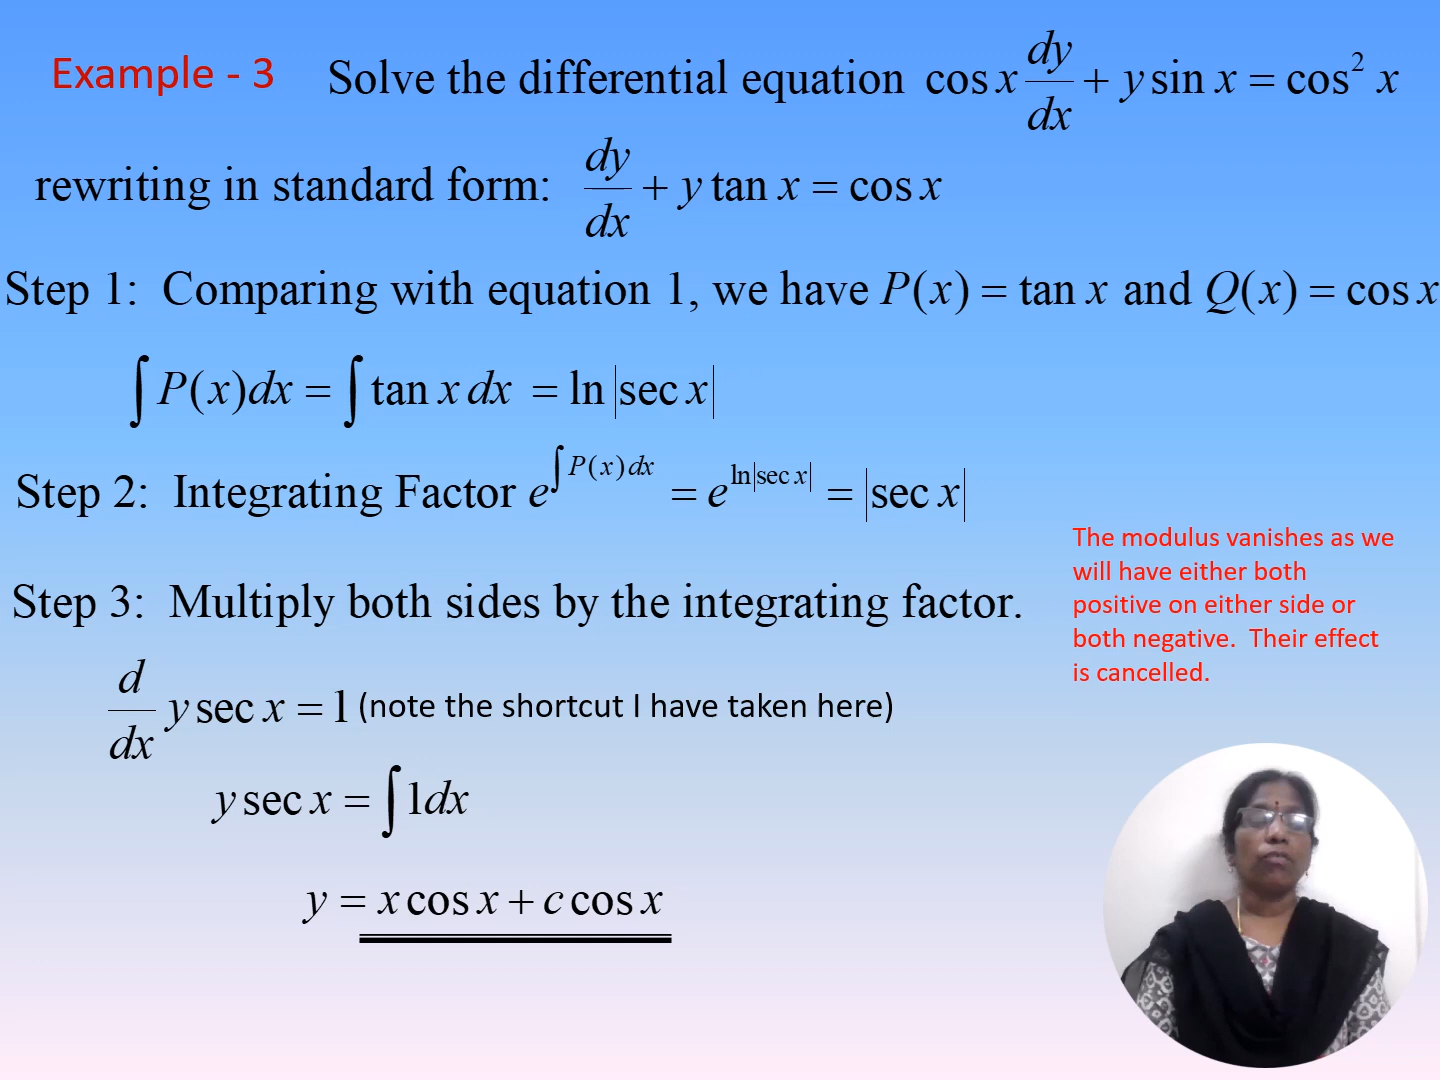 Example - 3 Solve the differential equation cos x dy/dx + y sin x = cos² x
rewriting in standard form: dy/dx + y tan x = cos x
Step 1: Comparing with equation 1, we have P(x) = tan x and Q(x) = cos x
∫ P(x)dx = ∫ tan x dx = ln |sec x|
Step 2: Integrating Factor e^∫P(x)dx = e^ln|sec x| = |sec x|
The modulus vanishes as we
will have either both
positive on either side or
both negative. Their effect
is cancelled.
Step 3: Multiply both sides by the integrating factor.
d/dx y sec x = 1 (note the shortcut I have taken here)
y sec x = ∫ 1dx
y = x cos x + c cos x